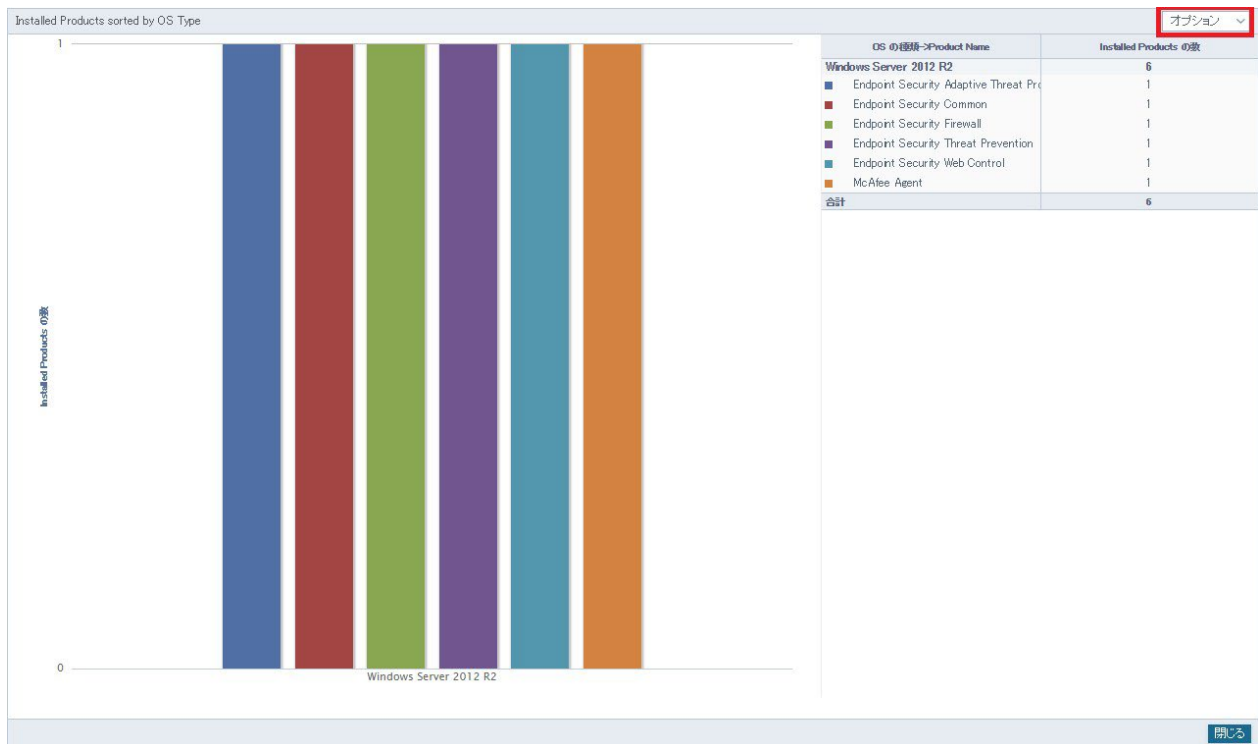 Installed Products sorted by OS Type
オプション
1
Installed Products の数
0
Windows Server 2012 R2
OS の種類->Product Name Installed Products の数
Windows Server 2012 R2 6
Endpoint Security Adaptive Threat Pro 1
Endpoint Security Common 1
Endpoint Security Firewall 1
Endpoint Security Threat Prevention 1
Endpoint Security Web Control 1
McAfee Agent 1
合計 6
閉じる